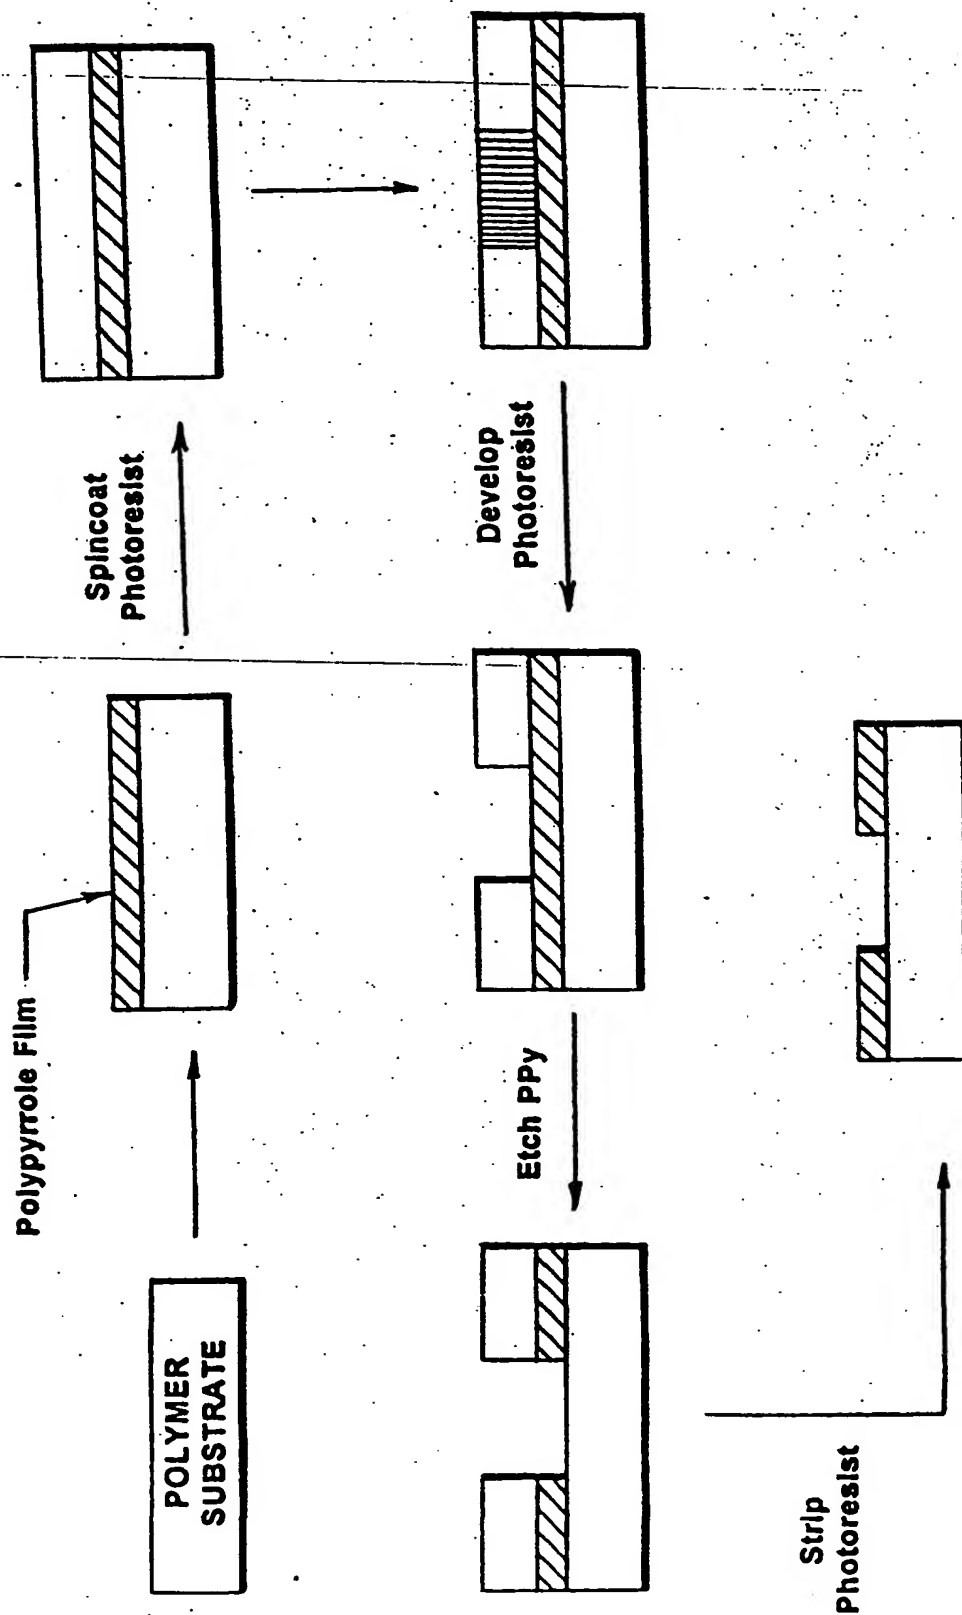 Polypyrrole Film
POLYMER
SUBSTRATE
Spincoat
Photoresist
Develop
Photoresist
Etch PPy
Strip
Photoresist